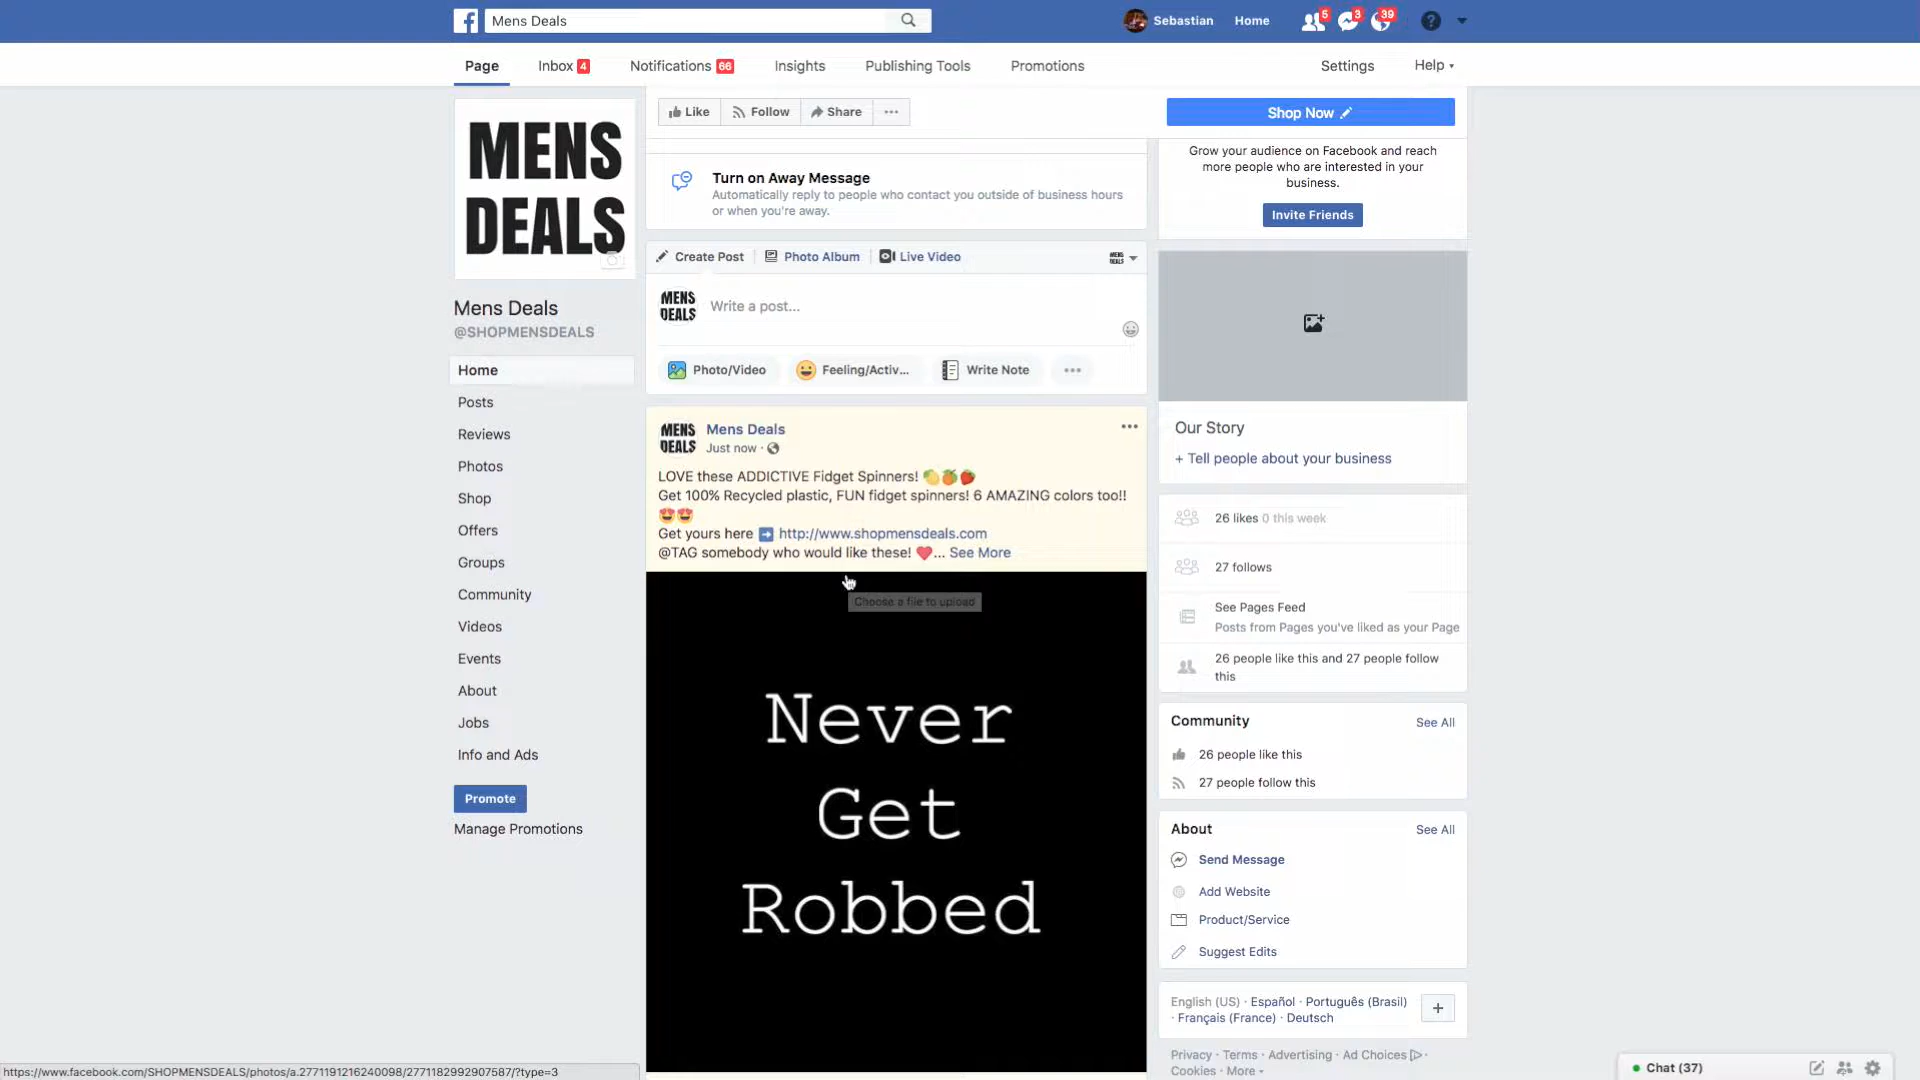 Mens Deals
Sebastian
Home
5
3
39
Page
Inbox 4
Notifications 66
Insights
Publishing Tools
Promotions
Settings
Help
MENS
DEALS
Mens Deals
@SHOPMENSDEALS
Home
Posts
Reviews
Photos
Shop
Offers
Groups
Community
Videos
Events
About
Jobs
Info and Ads
Promote
Manage Promotions
Like
Follow
Share
Shop Now
Turn on Away Message
Automatically reply to people who contact you outside of business hours
or when you're away.
Create Post
Photo Album
Live Video
MENS
DEALS
MENS
DEALS
Write a post...
Photo/Video
Feeling/Activ...
Write Note
MENS
DEALS
Mens Deals
Just now ·
LOVE these ADDICTIVE Fidget Spinners! 🍋🍊🍓
Get 100% Recycled plastic, FUN fidget spinners! 6 AMAZING colors too!!
😍😍
Get yours here ➡️ http://www.shopmensdeals.com
@TAG somebody who would like these! ❤️... See More
Choose a file to upload
Never
Get
Robbed
Grow your audience on Facebook and reach
more people who are interested in your
business.
Invite Friends
Our Story
+ Tell people about your business
26 likes 0 this week
27 follows
See Pages Feed
Posts from Pages you've liked as your Page
26 people like this and 27 people follow
this
Community
See All
26 people like this
27 people follow this
About
See All
Send Message
Add Website
Product/Service
Suggest Edits
English (US) · Español · Português (Brasil)
· Français (France) · Deutsch
+
Privacy · Terms · Advertising · Ad Choices ·
Cookies · More
https://www.facebook.com/SHOPMENSDEALS/photos/a.2771191216240098/2771182992907587/?type=3
Chat (37)